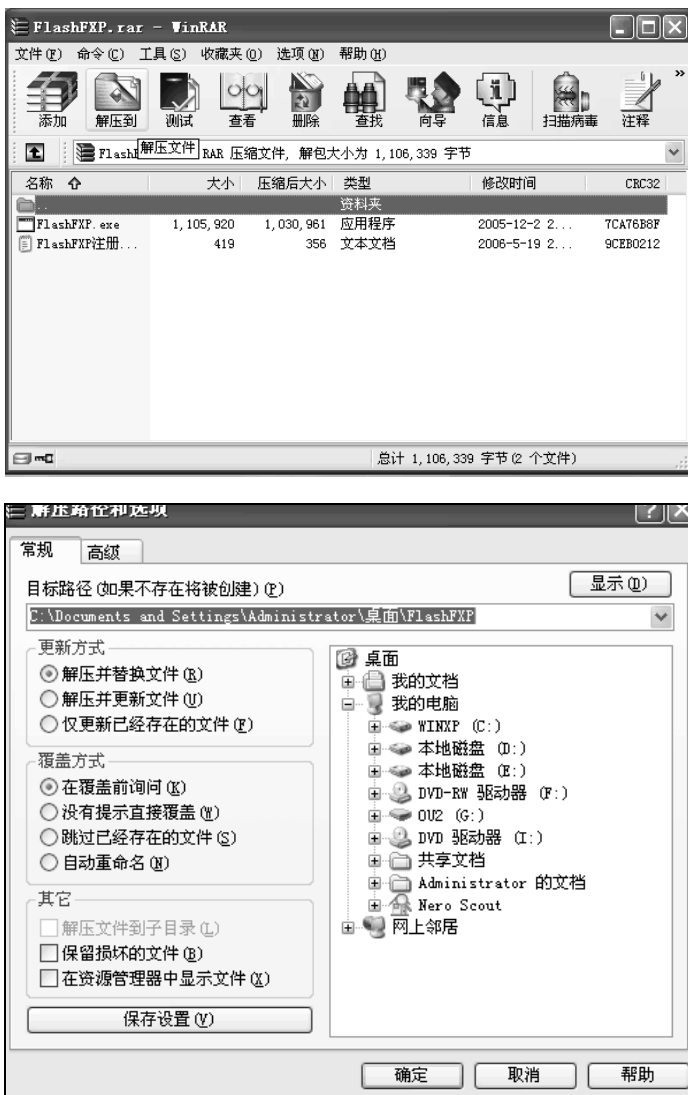 FlashFXP.rar - WinRAR
文件(F) 命令(C) 工具(S) 收藏夹(O) 选项(N) 帮助(H)
添加 解压到 测试 查看 删除 查找 向导 信息 扫描病毒 注释
解压文件
RAR 压缩文件, 解包大小为 1,106,339 字节
名称 大小 压缩后大小 类型 修改时间 CRC32
.. 资料夹
FlashFXP.exe 1,105,920 1,030,961 应用程序 2005-12-2 2... 7CA76B8F
FlashFXP注册... 419 356 文本文档 2006-5-19 2... 9CEB0212
总计 1,106,339 字节(2 个文件)
解压路径和选项
常规 高级
目标路径(如果不存在将被创建)(P)
显示(D)
C:\Documents and Settings\Administrator\桌面\FlashFXP
更新方式
解压并替换文件(R)
解压并更新文件(U)
仅更新已经存在的文件(F)
覆盖方式
在覆盖前询问(K)
没有提示直接覆盖(W)
跳过已经存在的文件(S)
自动重命名(N)
其它
解压文件到子目录(L)
保留损坏的文件(B)
在资源管理器中显示文件(X)
保存设置(V)
桌面
我的文档
我的电脑
WINXP (C:)
本地磁盘 (D:)
本地磁盘 (E:)
DVD-RW 驱动器 (F:)
OU2 (G:)
DVD 驱动器 (I:)
共享文档
Administrator 的文档
Nero Scout
网上邻居
确定 取消 帮助